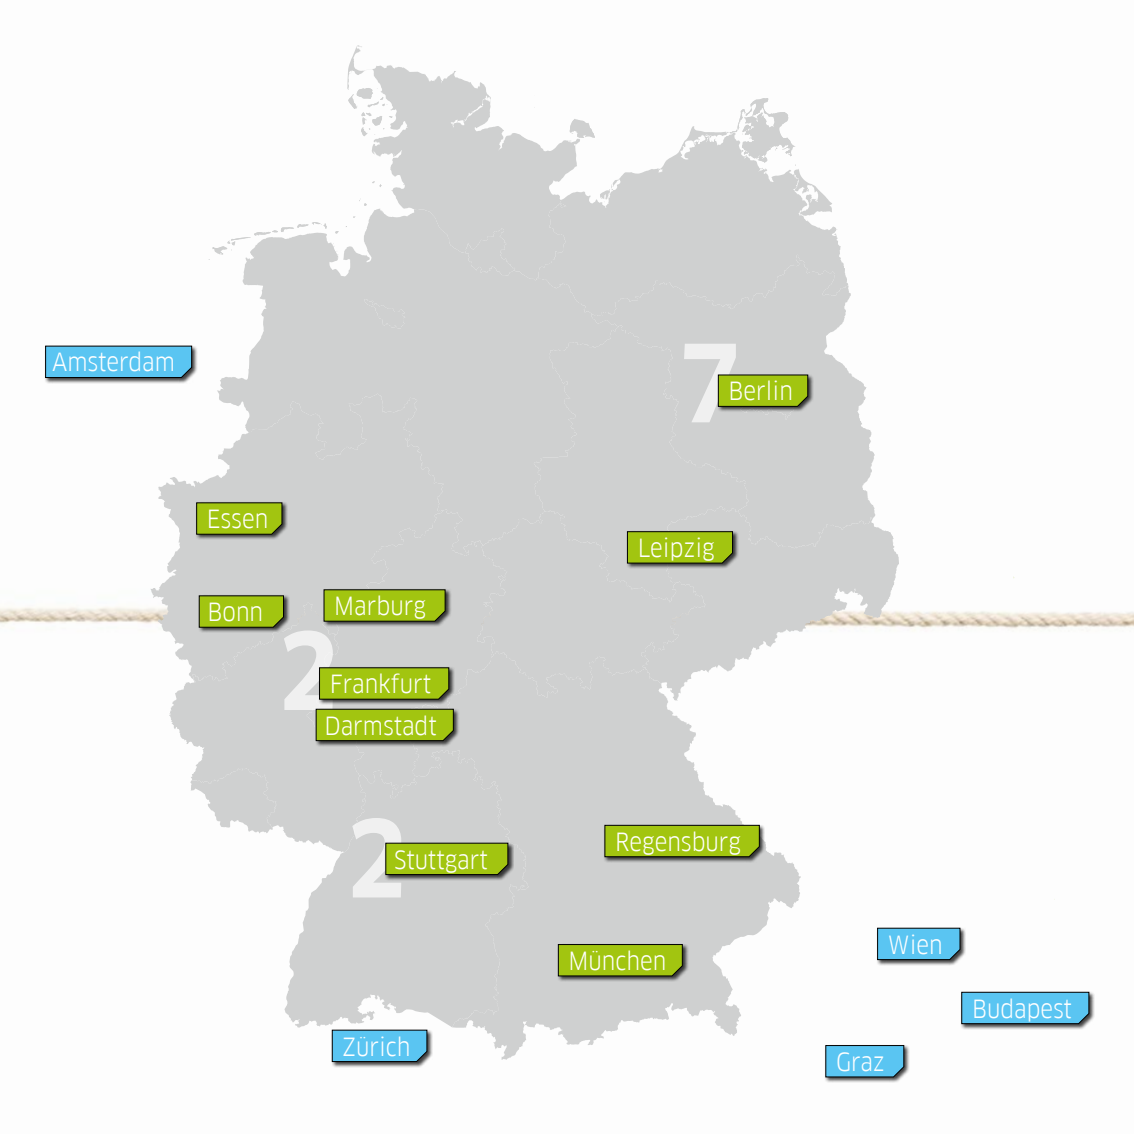 Amsterdam
7
Berlin
Essen
Leipzig
Marburg
Bonn
2
Frankfurt
Darmstadt
2
Stuttgart
Regensburg
Wien
München
Budapest
Zürich
Graz